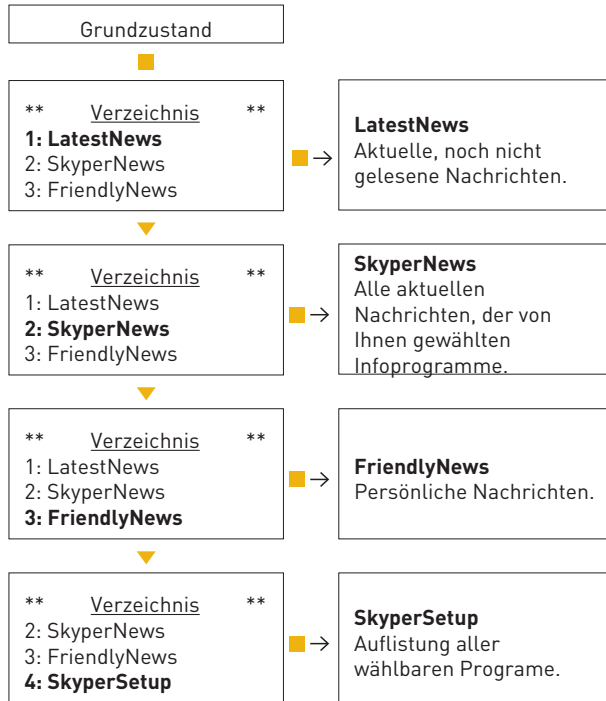 Grundzustand
** Verzeichnis **
1: LatestNews
2: SkyperNews
3: FriendlyNews
LatestNews
Aktuelle, noch nicht
gelesene Nachrichten.
** Verzeichnis **
1: LatestNews
2: SkyperNews
3: FriendlyNews
SkyperNews
Alle aktuellen
Nachrichten, der von
Ihnen gewählten
Infoprogramme.
** Verzeichnis **
1: LatestNews
2: SkyperNews
3: FriendlyNews
FriendlyNews
Persönliche Nachrichten.
** Verzeichnis **
2: SkyperNews
3: FriendlyNews
4: SkyperSetup
SkyperSetup
Auflistung aller
wählbaren Programe.